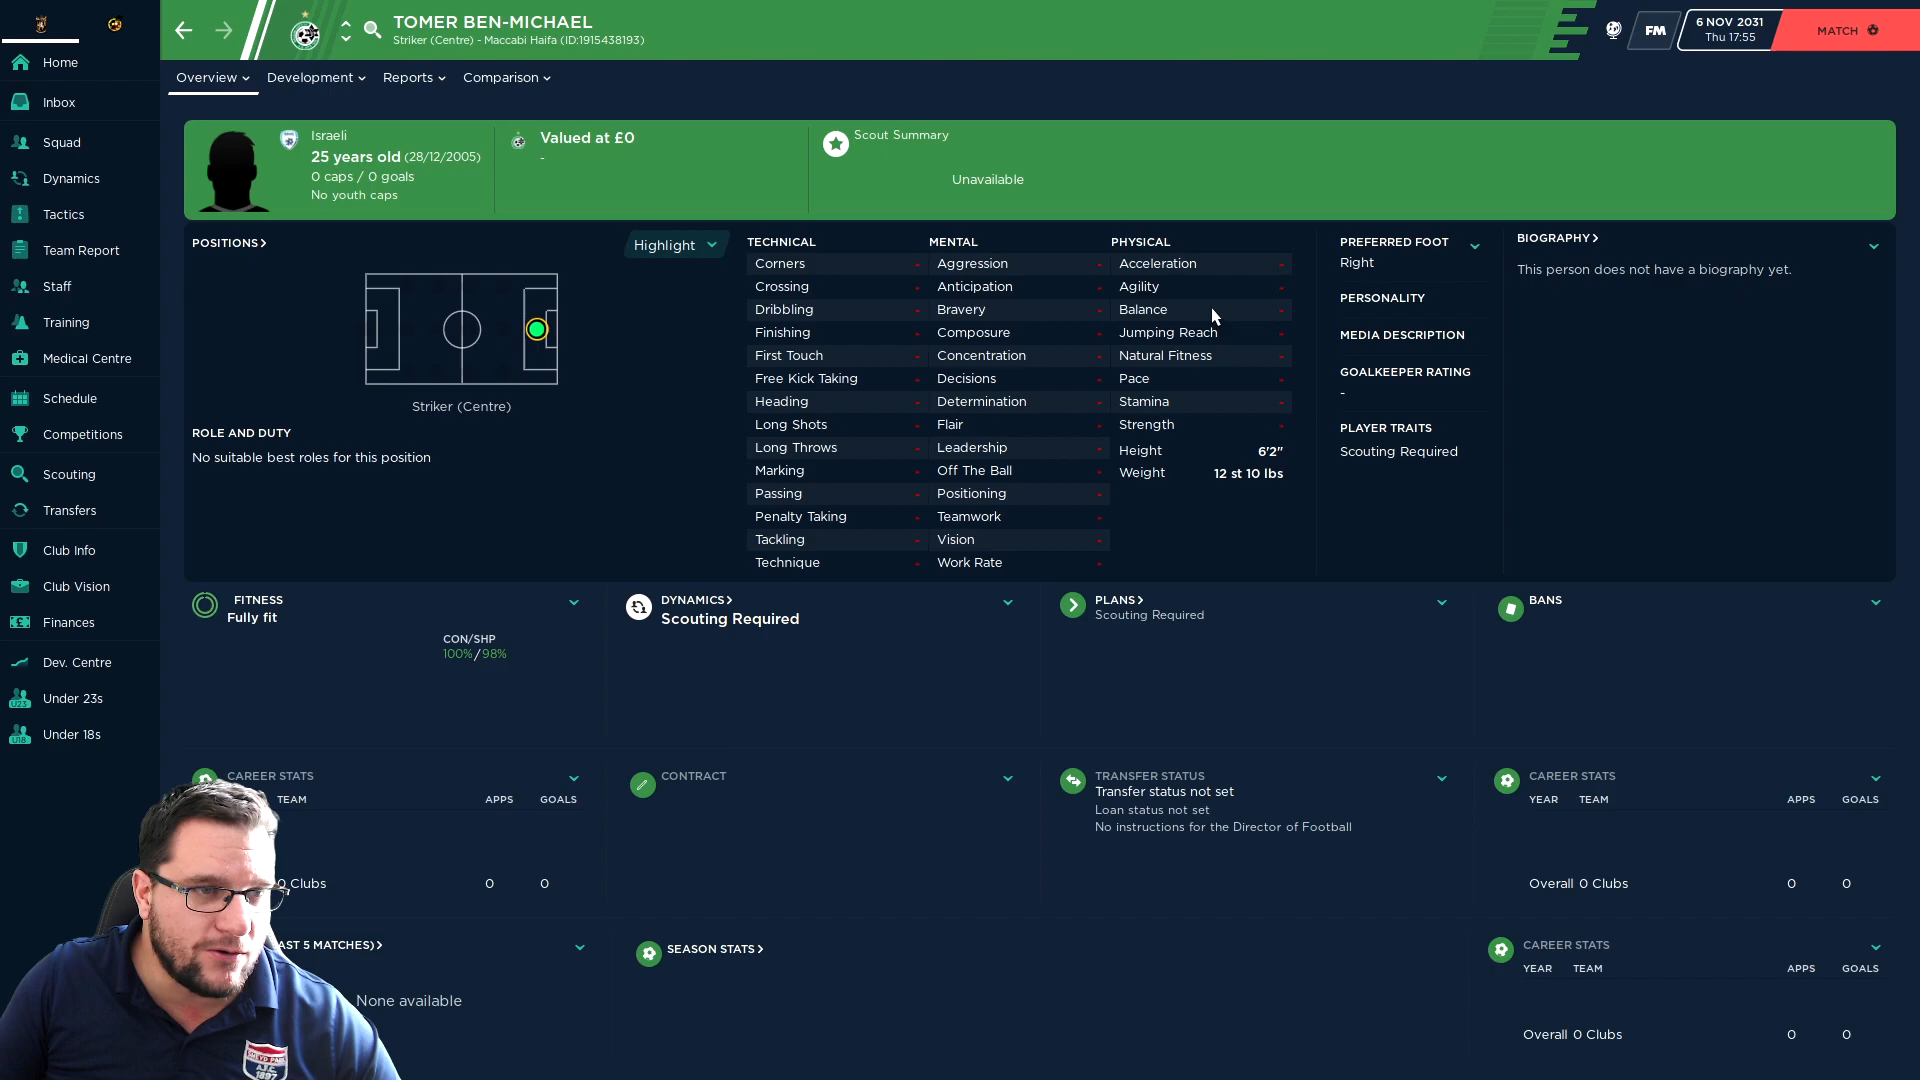 TOMER BEN-MICHAEL
Striker (Centre) - Maccabi Haifa (ID:1915438193)
FM
6 NOV 2031
Thu 17:55
MATCH
Home
Inbox
Squad
Dynamics
Tactics
Team Report
Staff
Training
Medical Centre
Schedule
Competitions
Scouting
Transfers
Club Info
Club Vision
Finances
Dev. Centre
U23
Under 23s
U18
Under 18s
Overview
Development
Reports
Comparison
Israeli
25 years old (28/12/2005)
0 caps / 0 goals
No youth caps
Valued at £0
-
Scout Summary
Unavailable
POSITIONS
Highlight
Striker (Centre)
ROLE AND DUTY
No suitable best roles for this position
TECHNICAL
Corners -
Crossing -
Dribbling -
Finishing -
First Touch -
Free Kick Taking -
Heading -
Long Shots -
Long Throws -
Marking -
Passing -
Penalty Taking -
Tackling -
Technique -
MENTAL
Aggression -
Anticipation -
Bravery -
Composure -
Concentration -
Decisions -
Determination -
Flair -
Leadership -
Off The Ball -
Positioning -
Teamwork -
Vision -
Work Rate -
PHYSICAL
Acceleration -
Agility -
Balance -
Jumping Reach -
Natural Fitness -
Pace -
Stamina -
Strength -
Height 6'2"
Weight 12 st 10 lbs
PREFERRED FOOT
Right
PERSONALITY
MEDIA DESCRIPTION
GOALKEEPER RATING
-
PLAYER TRAITS
Scouting Required
BIOGRAPHY
This person does not have a biography yet.
FITNESS
Fully fit
CON/SHP
100% / 98%
DYNAMICS
Scouting Required
PLANS
Scouting Required
BANS
CAREER STATS
TEAM APPS GOALS
0 Clubs 0 0
CONTRACT
TRANSFER STATUS
Transfer status not set
Loan status not set
No instructions for the Director of Football
CAREER STATS
YEAR TEAM APPS GOALS
Overall 0 Clubs 0 0
AST 5 MATCHES)
None available
SEASON STATS
CAREER STATS
YEAR TEAM APPS GOALS
Overall 0 Clubs 0 0
A.F.C.
1897